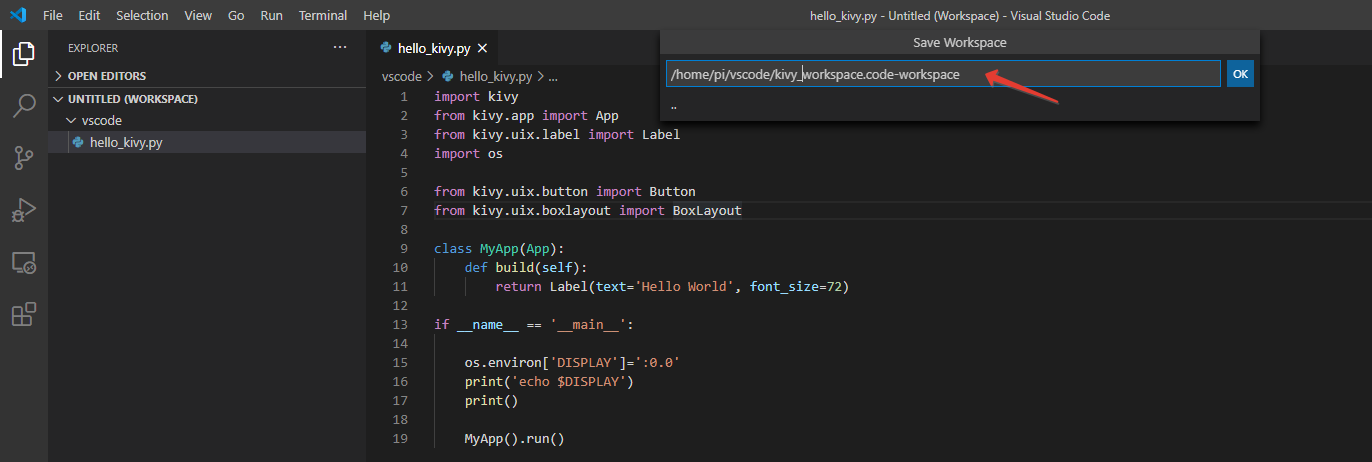 File Edit Selection View Go Run Terminal Help
hello_kivy.py - Untitled (Workspace) - Visual Studio Code
EXPLORER ...
OPEN EDITORS
UNTITLED (WORKSPACE)
vscode
hello_kivy.py
hello_kivy.py
Save Workspace
/home/pi/vscode/kivy_workspace.code-workspace OK
..
vscode > hello_kivy.py > ...
1 import kivy
2 from kivy.app import App
3 from kivy.uix.label import Label
4 import os
5
6 from kivy.uix.button import Button
7 from kivy.uix.boxlayout import BoxLayout
8
9 class MyApp(App):
10 def build(self):
11 return Label(text='Hello World', font_size=72)
12
13 if __name__ == '__main__':
14
15 os.environ['DISPLAY']=':0.0'
16 print('echo $DISPLAY')
17 print()
18
19 MyApp().run()